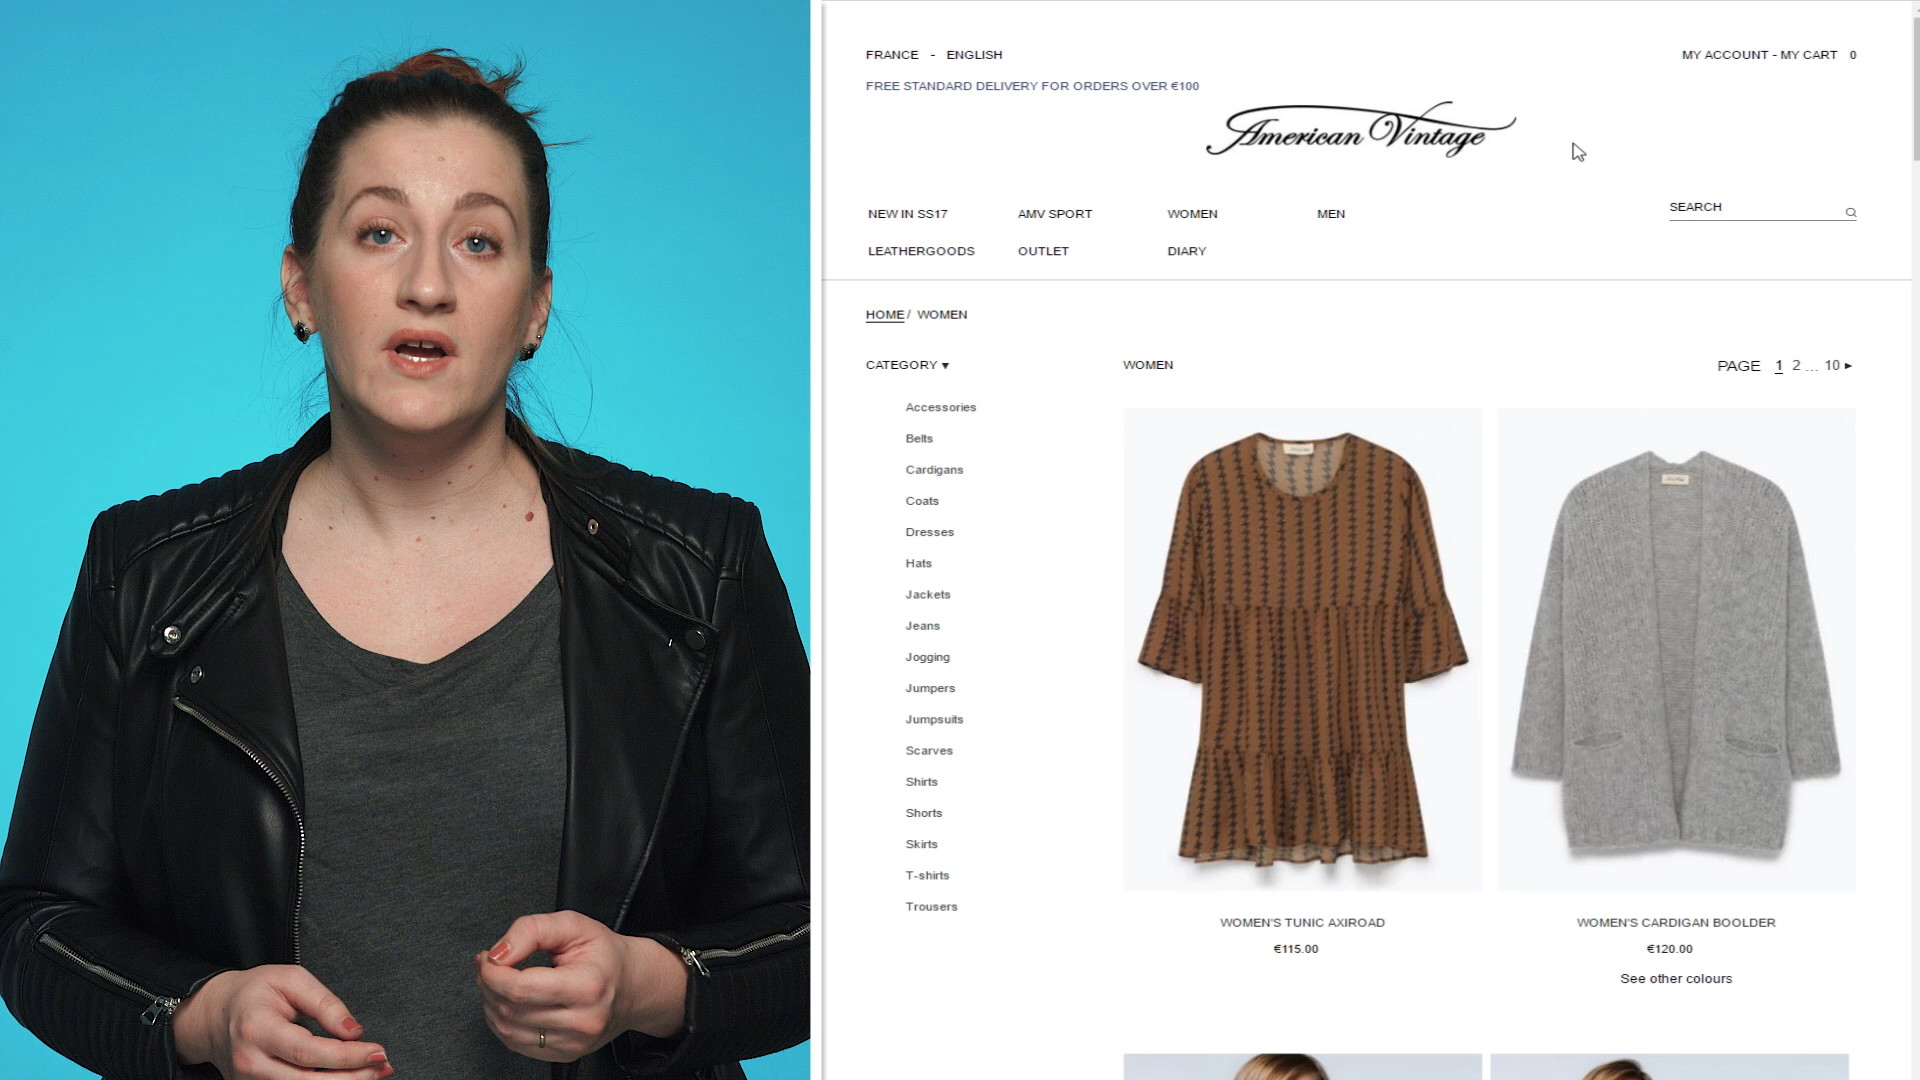 FRANCE - ENGLISH
MY ACCOUNT - MY CART 0
FREE STANDARD DELIVERY FOR ORDERS OVER €100
American Vintage
NEW IN SS17 AMV SPORT WOMEN MEN
SEARCH
LEATHERGOODS OUTLET DIARY
HOME / WOMEN
CATEGORY ▾
WOMEN
PAGE 1 2 ... 10 ▸
Accessories
Belts
Cardigans
Coats
Dresses
Hats
Jackets
Jeans
Jogging
Jumpers
Jumpsuits
Scarves
Shirts
Shorts
Skirts
T-shirts
Trousers
WOMEN'S TUNIC AXIROAD
€115.00
WOMEN'S CARDIGAN BOOLDER
€120.00
See other colours